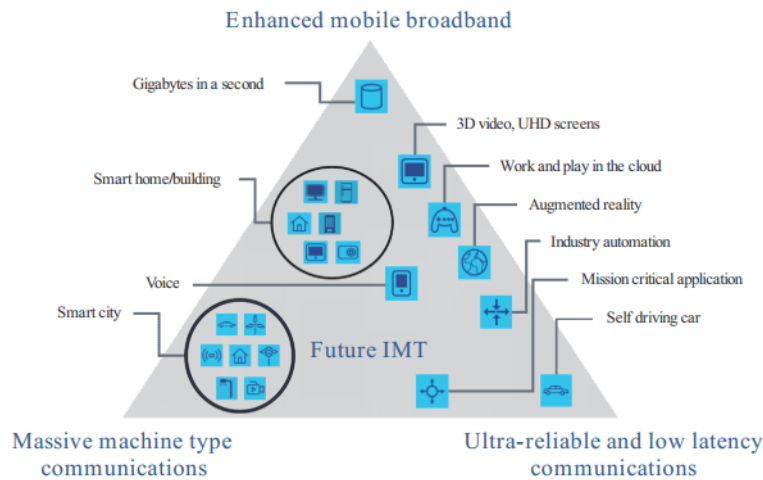 Enhanced mobile broadband
Gigabytes in a second
3D video, UHD screens
Work and play in the cloud
Smart home/building
Augmented reality
Industry automation
Voice
Mission critical application
Smart city
Self driving car
Future IMT
Massive machine type
communications
Ultra-reliable and low latency
communications